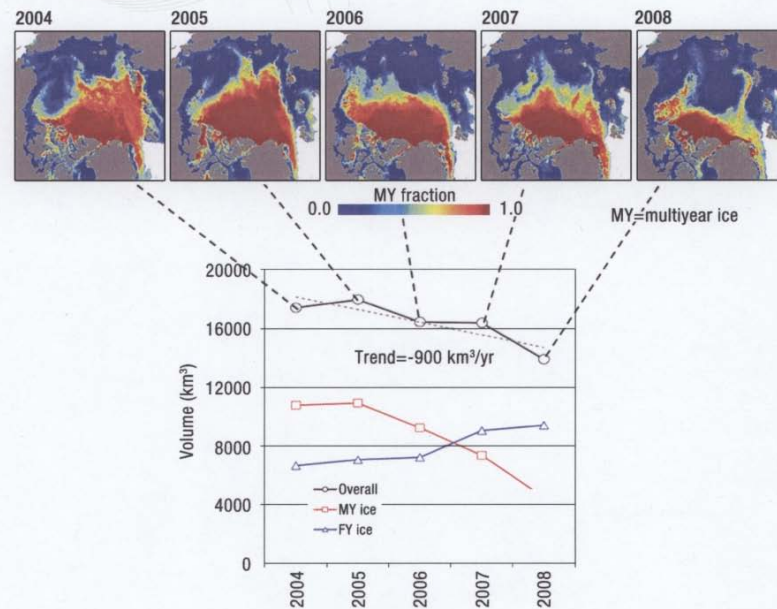 2004 2005 2006 2007 2008
MY fraction
0.0 1.0
MY=multiyear ice
20000
16000
Trend=-900 km³/yr
12000
Volume (km³)
8000
Overall
MY ice
4000
FY ice
0
2004 2005 2006 2007 2008